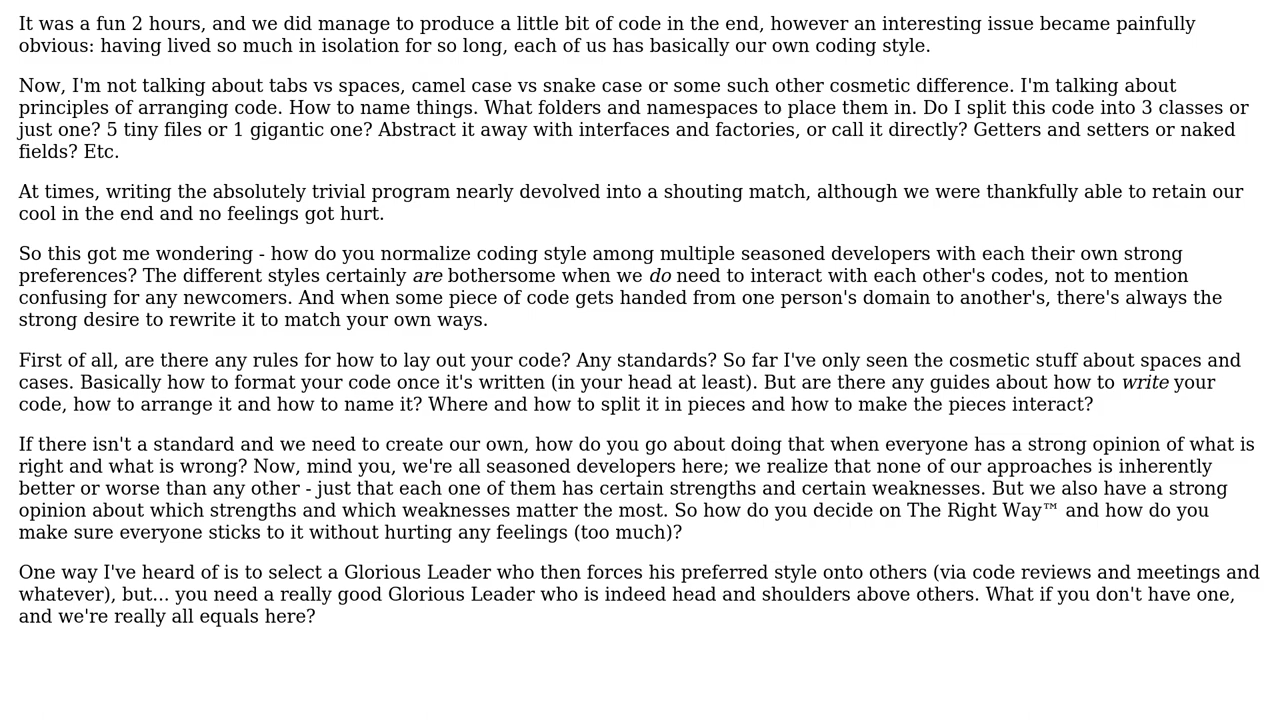 It was a fun 2 hours, and we did manage to produce a little bit of code in the end, however an interesting issue became painfully
obvious: having lived so much in isolation for so long, each of us has basically our own coding style.
Now, I'm not talking about tabs vs spaces, camel case vs snake case or some such other cosmetic difference. I'm talking about
principles of arranging code. How to name things. What folders and namespaces to place them in. Do I split this code into 3 classes or
just one? 5 tiny files or 1 gigantic one? Abstract it away with interfaces and factories, or call it directly? Getters and setters or naked
fields? Etc.
At times, writing the absolutely trivial program nearly devolved into a shouting match, although we were thankfully able to retain our
cool in the end and no feelings got hurt.
So this got me wondering - how do you normalize coding style among multiple seasoned developers with each their own strong
preferences? The different styles certainly are bothersome when we do need to interact with each other's codes, not to mention
confusing for any newcomers. And when some piece of code gets handed from one person's domain to another's, there's always the
strong desire to rewrite it to match your own ways.
First of all, are there any rules for how to lay out your code? Any standards? So far I've only seen the cosmetic stuff about spaces and
cases. Basically how to format your code once it's written (in your head at least). But are there any guides about how to write your
code, how to arrange it and how to name it? Where and how to split it in pieces and how to make the pieces interact?
If there isn't a standard and we need to create our own, how do you go about doing that when everyone has a strong opinion of what is
right and what is wrong? Now, mind you, we're all seasoned developers here; we realize that none of our approaches is inherently
better or worse than any other - just that each one of them has certain strengths and certain weaknesses. But we also have a strong
opinion about which strengths and which weaknesses matter the most. So how do you decide on The Right Way™ and how do you
make sure everyone sticks to it without hurting any feelings (too much)?
One way I've heard of is to select a Glorious Leader who then forces his preferred style onto others (via code reviews and meetings and
whatever), but... you need a really good Glorious Leader who is indeed head and shoulders above others. What if you don't have one,
and we're really all equals here?